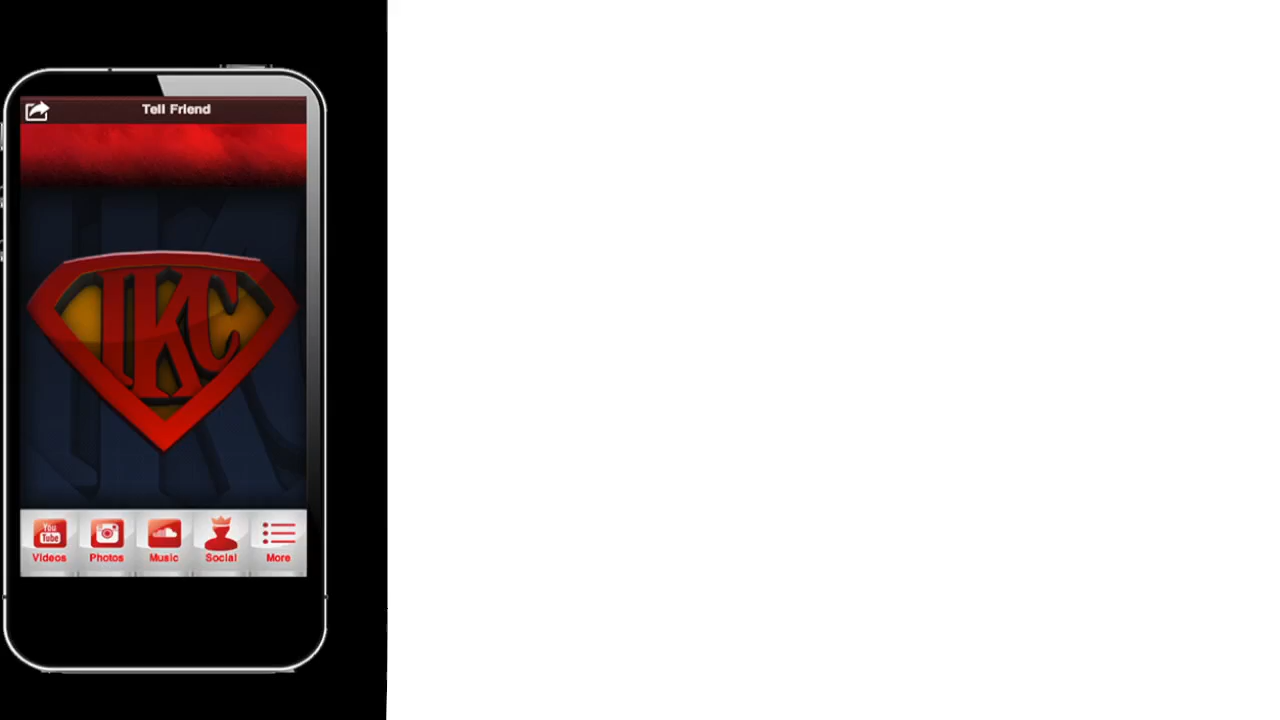 Tell Friend
IKC
You
Tube
Videos
Photos
Music
Social
More